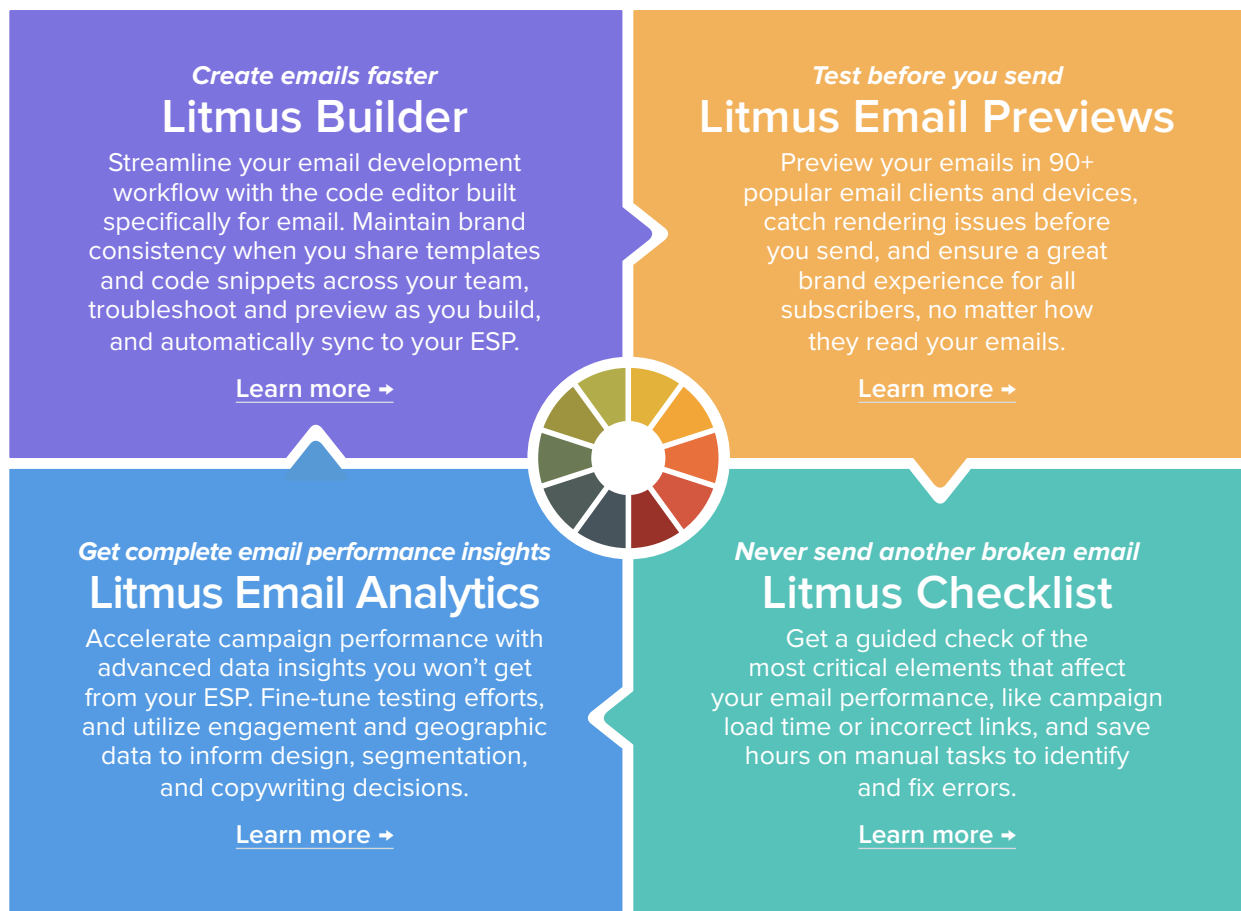 Create emails faster
Litmus Builder
Streamline your email development
workflow with the code editor built
specifically for email. Maintain brand
consistency when you share templates
and code snippets across your team,
troubleshoot and preview as you build,
and automatically sync to your ESP.
Learn more →
Test before you send
Litmus Email Previews
Preview your emails in 90+
popular email clients and devices,
catch rendering issues before
you send, and ensure a great
brand experience for all
subscribers, no matter how
they read your emails.
Learn more →
Get complete email performance insights
Litmus Email Analytics
Accelerate campaign performance with
advanced data insights you won’t get
from your ESP. Fine-tune testing efforts,
and utilize engagement and geographic
data to inform design, segmentation,
and copywriting decisions.
Learn more →
Never send another broken email
Litmus Checklist
Get a guided check of the
most critical elements that affect
your email performance, like campaign
load time or incorrect links, and save
hours on manual tasks to identify
and fix errors.
Learn more →